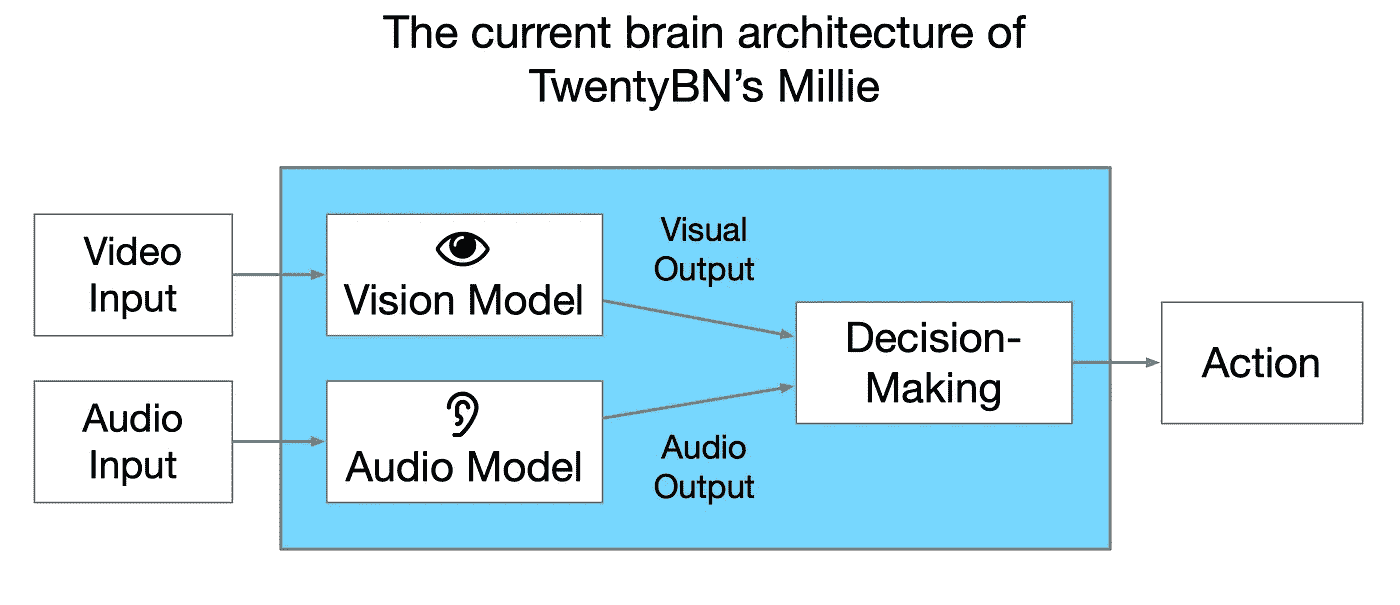 The current brain architecture of
TwentyBN's Millie
Video
Input
Vision Model
Visual
Output
Audio
Input
Audio Model
Audio
Output
Decision-
Making
Action